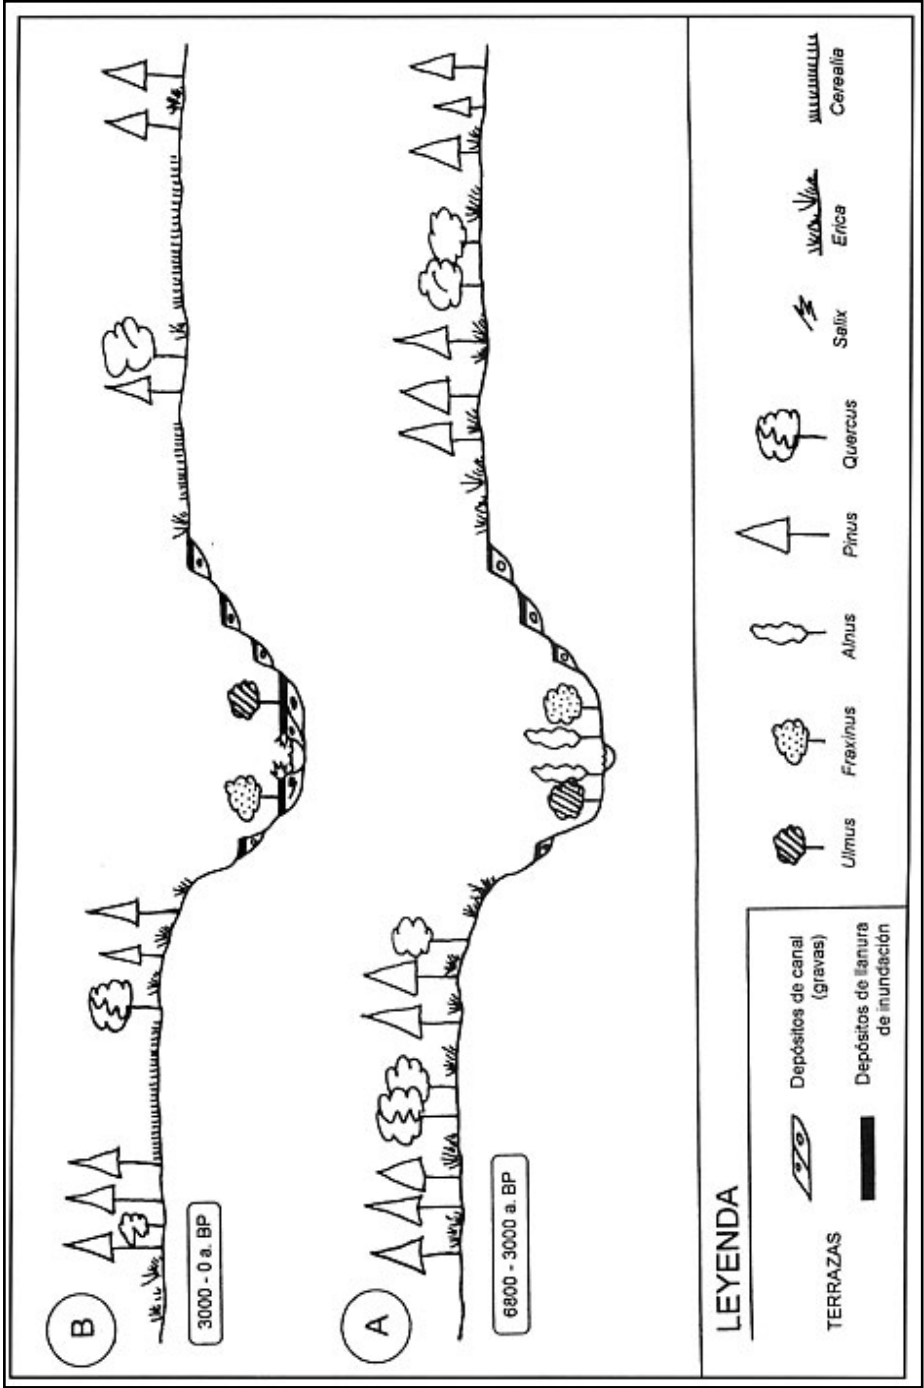 B
3000 - 0 a. BP
A
6800 - 3000 a. BP
LEYENDA
TERRAZAS
Depósitos de canal
(gravas)
Depósitos de llanura
de inundación
Ulmus
Fraxinus
Alnus
Pinus
Quercus
Salix
Erica
Cerealia